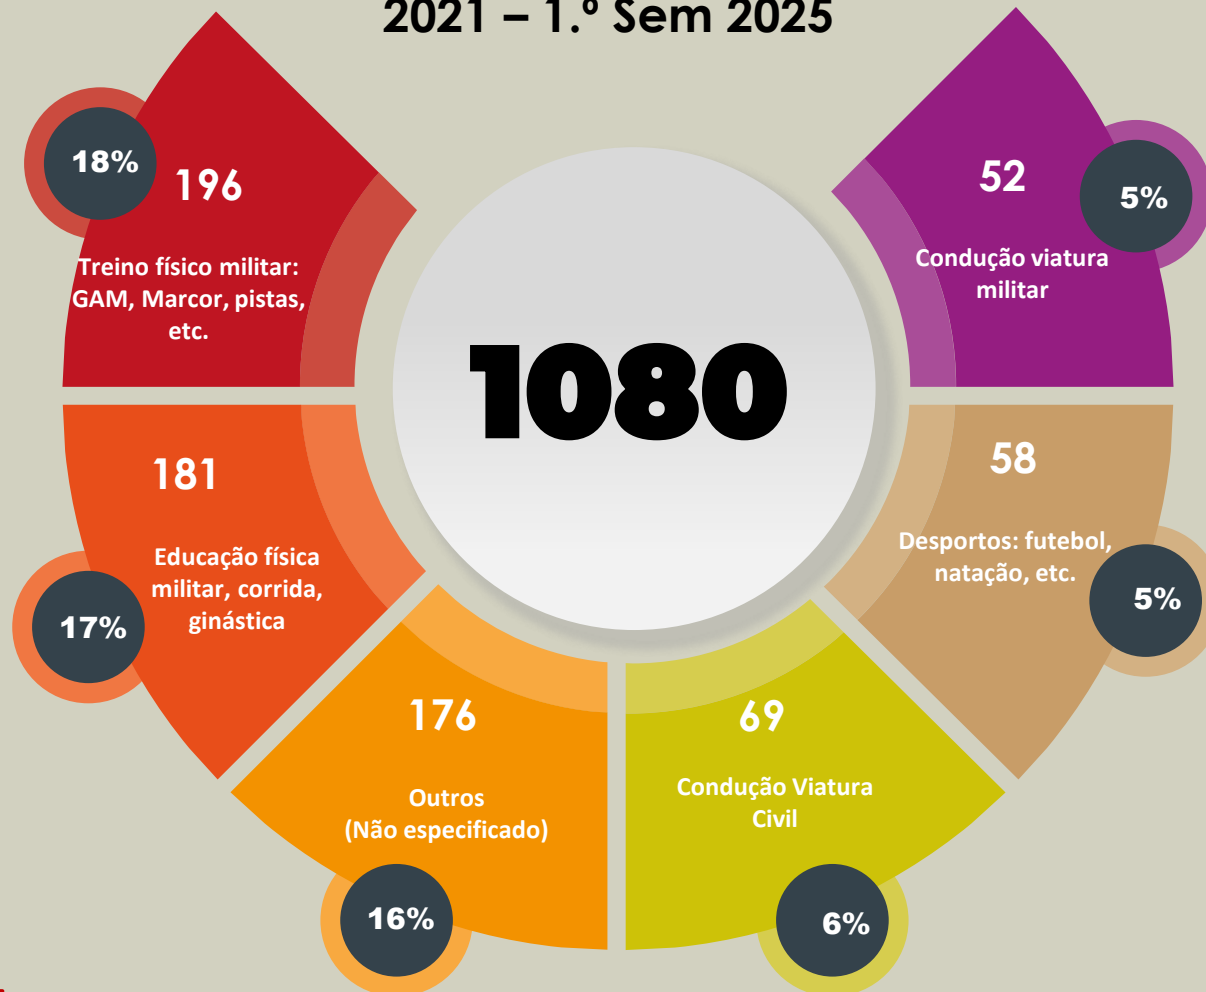 2021 – 1.º Sem 2025
18%
196
Treino físico militar:
GAM, Marcor, pistas,
etc.
52
5%
Condução viatura
militar
1080
181
Educação física
militar, corrida,
ginástica
17%
58
Desportos: futebol,
natação, etc.
5%
176
Outros
(Não especificado)
16%
69
Condução Viatura
Civil
6%